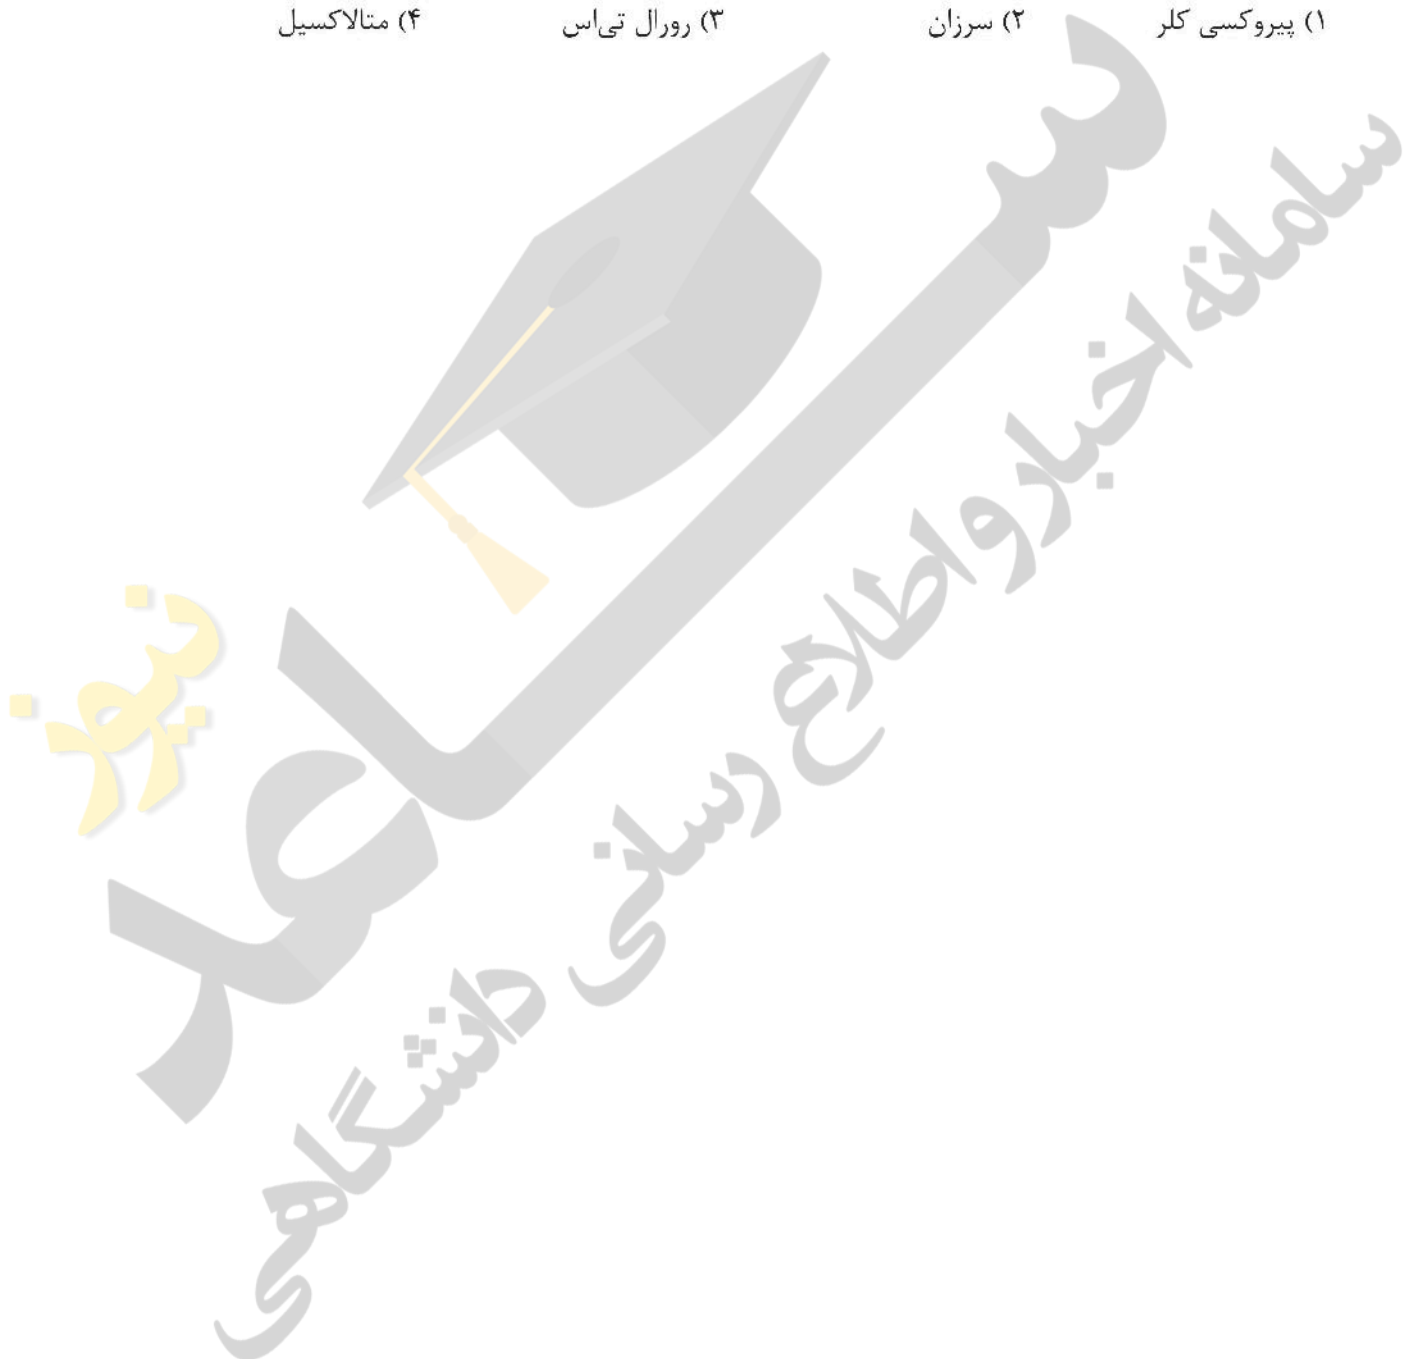 ۱) پیروکسی کلر ۲) سرزان ۳) رورال تی‌اس ۴) متالاکسیل
ساعد
نیوز
سامانه اخبار و اطلاع رسانی دانشگاهی